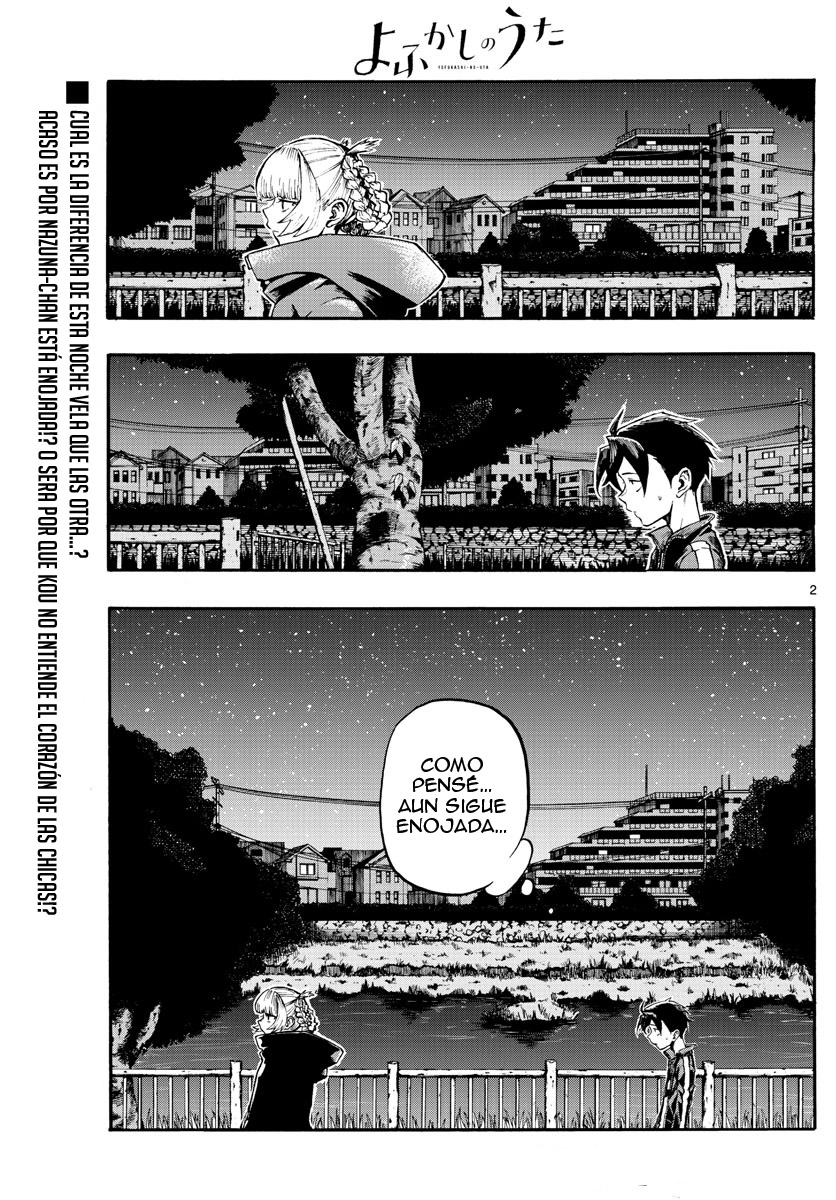 よふかしのうた
YOFUKASHI-NO-UTA
CUAL ES LA DIFERENCIA DE ESTA NOCHE VELA QUE LAS OTRA...?
ACASO ES POR NAZUNA-CHAN ESTÁ ENOJADA!? O SERA POR QUE KOU NO ENTIENDE EL CORAZÓN DE LAS CHICAS!?
2
COMO
PENSÉ...
AUN SIGUE
ENOJADA...